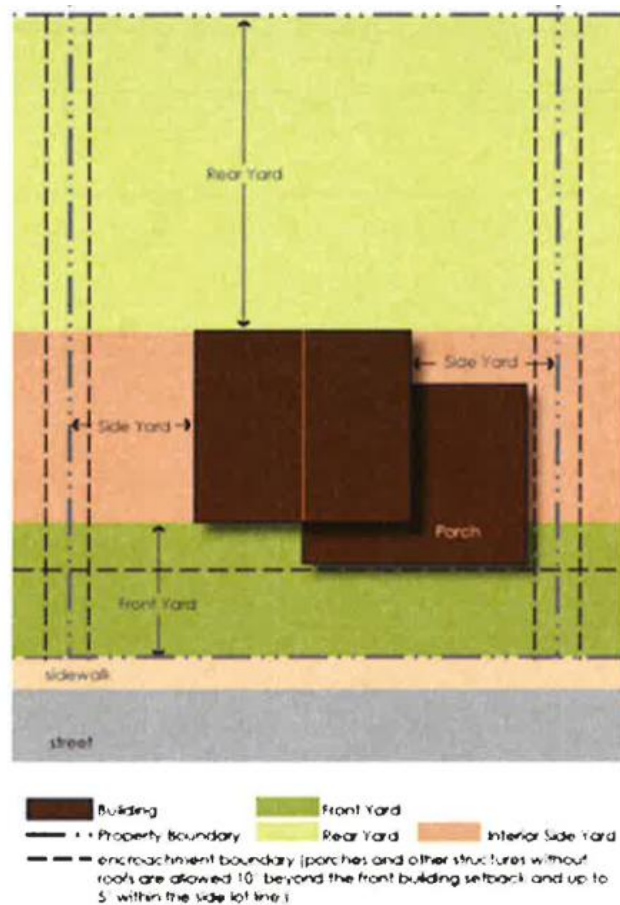 Rear Yard
Side Yard
Side Yard
Porch
Front Yard
sidewalk
street
Building
Front Yard
Property Boundary
Rear Yard
Interior Side Yard
encroachment boundary (porches and other structures without
roofs are allowed 10' beyond the front building setback and up to
5' within the side lot line)